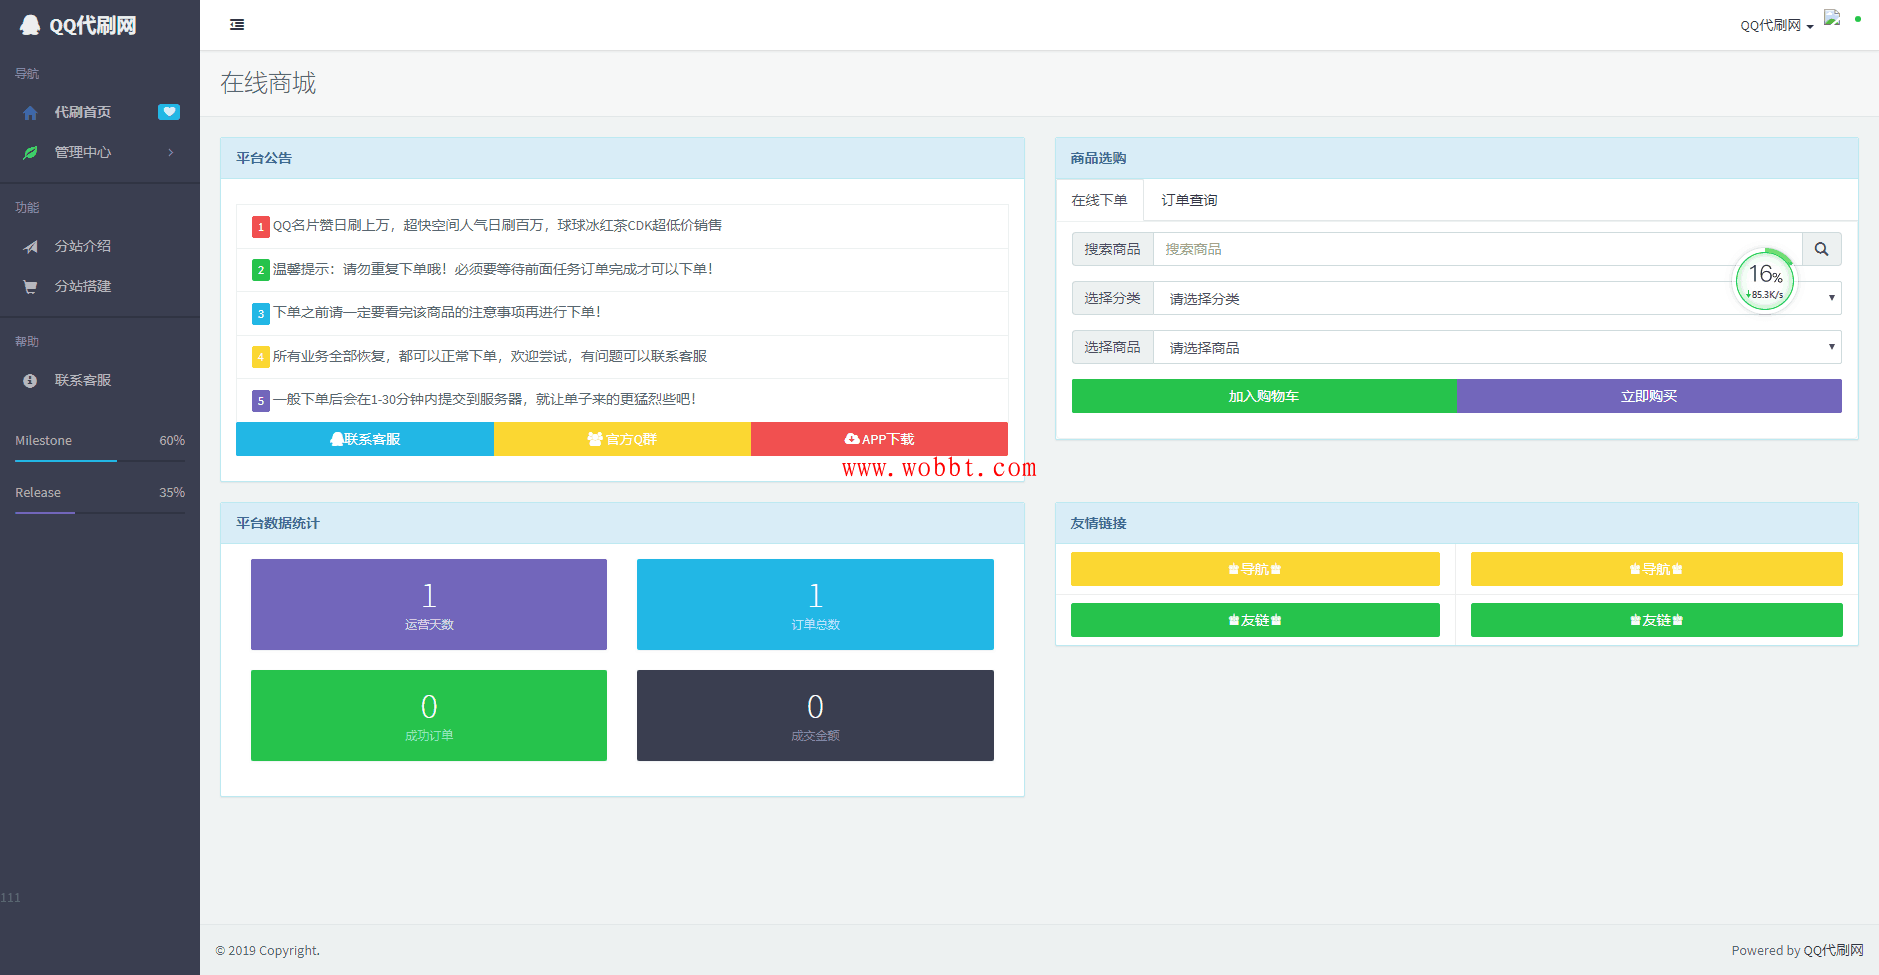 QQ代刷网
导航
代刷首页
管理中心
功能
分站介绍
分站搭建
帮助
联系客服
Milestone 60%
Release 35%
111
QQ代刷网
在线商城
平台公告
1 QQ名片赞日刷上万，超快空间人气日刷百万，球球冰红茶CDK超低价销售
2 温馨提示：请勿重复下单哦！必须要等待前面任务订单完成才可以下单！
3 下单之前请一定要看完该商品的注意事项再进行下单！
4 所有业务全部恢复，都可以正常下单，欢迎尝试，有问题可以联系客服
5 一般下单后会在1-30分钟内提交到服务器，就让单子来的更猛烈些吧！
联系客服 官方Q群 APP下载
www.wobbt.com
商品选购
在线下单 订单查询
搜索商品 搜索商品
选择分类 请选择分类
16%
85.3K/s
选择商品 请选择商品
加入购物车 立即购买
平台数据统计
1
运营天数
1
订单总数
0
成功订单
0
成交金额
友情链接
导航 导航
友链 友链
© 2019 Copyright.
Powered by QQ代刷网